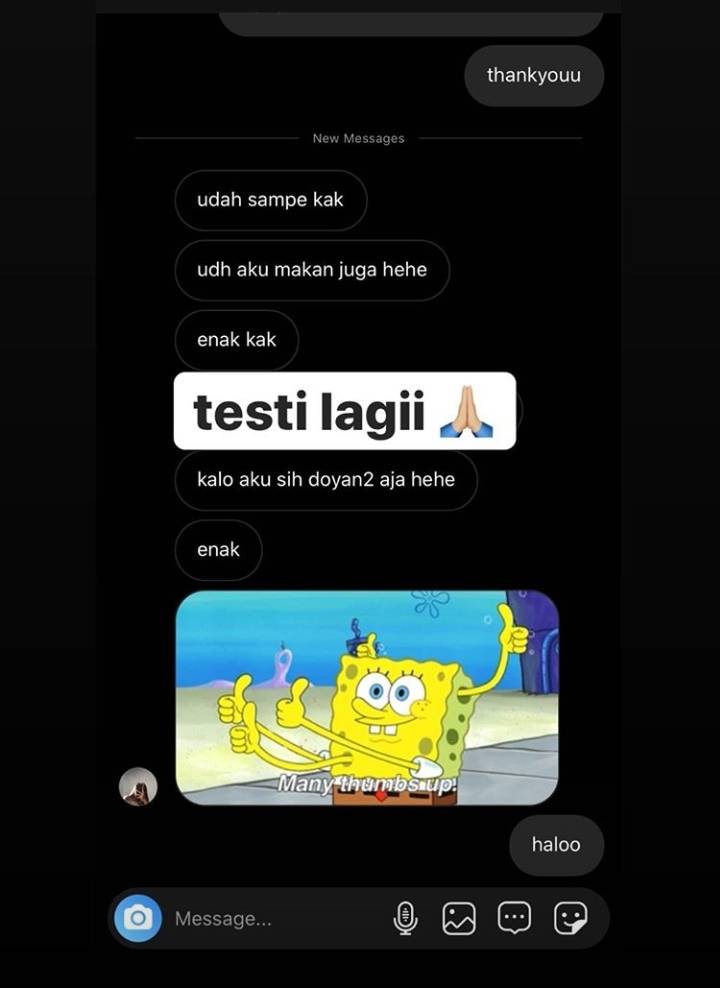 thankyouu
New Messages
udah sampe kak
udh aku makan juga hehe
enak kak
testi lagii 🙏🏼
kalo aku sih doyan2 aja hehe
enak
Many thumbs up!
haloo
Message...